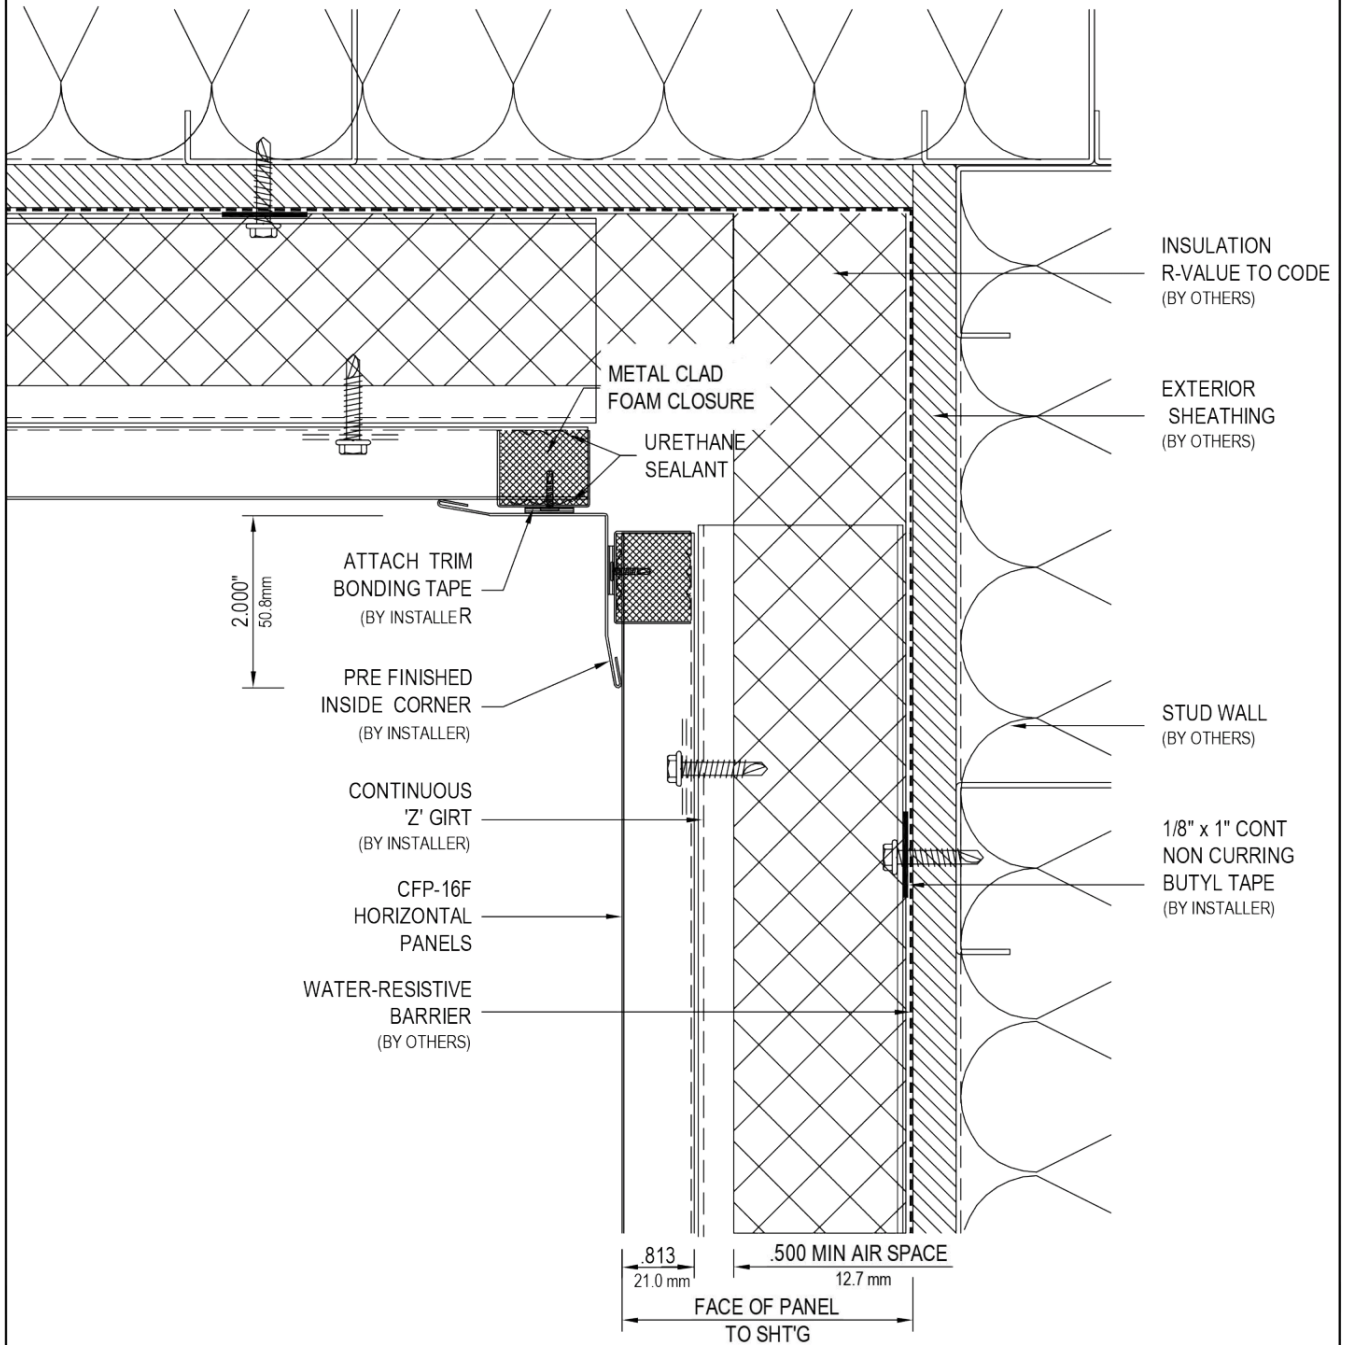 INSULATION
R-VALUE TO CODE
(BY OTHERS)
EXTERIOR
SHEATHING
(BY OTHERS)
METAL CLAD
FOAM CLOSURE
URETHANE
SEALANT
2.000"
50.8mm
ATTACH TRIM
BONDING TAPE
(BY INSTALLER
PRE FINISHED
INSIDE CORNER
(BY INSTALLER)
STUD WALL
(BY OTHERS)
CONTINUOUS
'Z' GIRT
(BY INSTALLER)
1/8" x 1" CONT
NON CURRING
BUTYL TAPE
(BY INSTALLER)
CFP-16F
HORIZONTAL
PANELS
WATER-RESISTIVE
BARRIER
(BY OTHERS)
.813
21.0 mm
.500 MIN AIR SPACE
12.7 mm
FACE OF PANEL
TO SHT'G